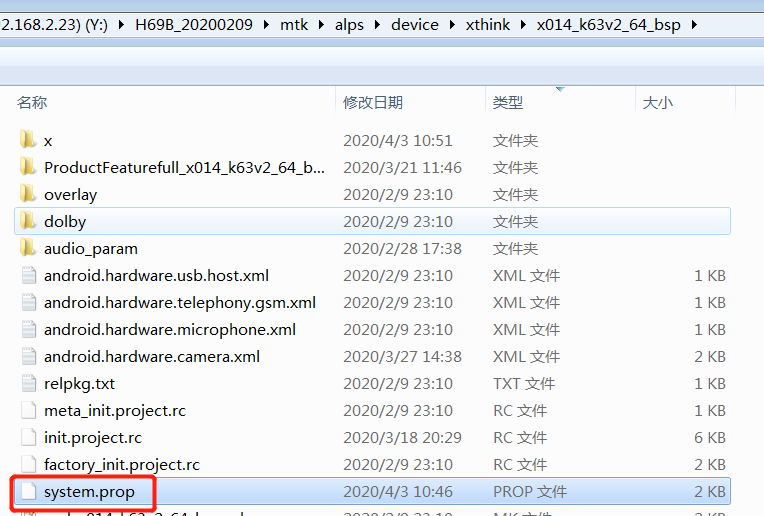 2.168.2.23) (Y:) ▸ H69B_20200209 ▸ mtk ▸ alps ▸ device ▸ xthink ▸ x014_k63v2_64_bsp ▸
名称 修改日期 类型 大小
x 2020/4/3 10:51 文件夹
ProductFeaturefull_x014_k63v2_64_b... 2020/3/21 11:46 文件夹
overlay 2020/2/9 23:10 文件夹
dolby 2020/2/9 23:10 文件夹
audio_param 2020/2/28 17:38 文件夹
android.hardware.usb.host.xml 2020/2/9 23:10 XML 文件 1 KB
android.hardware.telephony.gsm.xml 2020/2/9 23:10 XML 文件 1 KB
android.hardware.microphone.xml 2020/2/9 23:10 XML 文件 1 KB
android.hardware.camera.xml 2020/3/27 14:38 XML 文件 2 KB
relpkg.txt 2020/2/9 23:10 TXT 文件 2 KB
meta_init.project.rc 2020/2/9 23:10 RC 文件 1 KB
init.project.rc 2020/3/18 20:29 RC 文件 6 KB
factory_init.project.rc 2020/2/9 23:10 RC 文件 2 KB
system.prop 2020/4/3 10:46 PROP 文件 2 KB